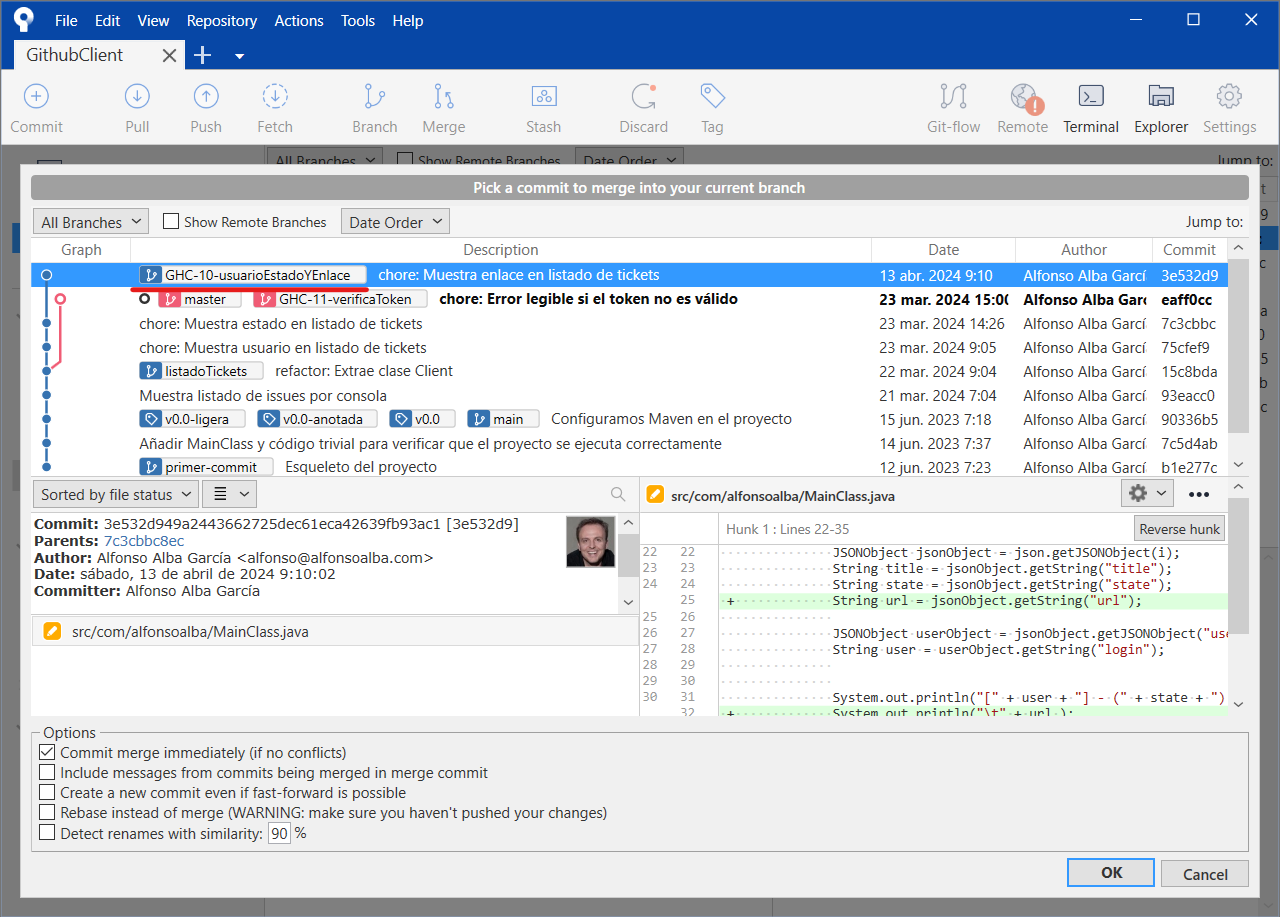 File Edit View Repository Actions Tools Help
GithubClient
Commit Pull Push Fetch Branch Merge Stash Discard Tag Git-flow Remote Terminal Explorer Settings
All Branches Show Remote Branches Date Order Jump to:
Pick a commit to merge into your current branch
All Branches Show Remote Branches Date Order Jump to:
Graph Description Date Author Commit
GHC-10-usuarioEstadoYEnlace chore: Muestra enlace en listado de tickets 13 abr. 2024 9:10 Alfonso Alba Garcí 3e532d9
master GHC-11-verificaToken chore: Error legible si el token no es válido 23 mar. 2024 15:00 Alfonso Alba Garc eaff0cc
chore: Muestra estado en listado de tickets 23 mar. 2024 14:26 Alfonso Alba Garcí 7c3cbbc
chore: Muestra usuario en listado de tickets 23 mar. 2024 9:05 Alfonso Alba Garcí 75cfef9
listadoTickets refactor: Extrae clase Client 22 mar. 2024 9:04 Alfonso Alba Garcí 15c8bda
Muestra listado de issues por consola 21 mar. 2024 7:04 Alfonso Alba Garcí 93eacc0
v0.0-ligera v0.0-anotada v0.0 main Configuramos Maven en el proyecto 15 jun. 2023 7:18 Alfonso Alba Garcí 90336b5
Añadir MainClass y código trivial para verificar que el proyecto se ejecuta correctamente 14 jun. 2023 7:37 Alfonso Alba Garcí 7c5d4ab
primer-commit Esqueleto del proyecto 12 jun. 2023 7:23 Alfonso Alba Garcí b1e277c
Sorted by file status
Commit: 3e532d949a2443662725dec61eca42639fb93ac1 [3e532d9]
Parents: 7c3cbbc8ec
Author: Alfonso Alba García <alfonso@alfonsoalba.com>
Date: sábado, 13 de abril de 2024 9:10:02
Committer: Alfonso Alba García
src/com/alfonsoalba/MainClass.java
src/com/alfonsoalba/MainClass.java
Hunk 1 : Lines 22-35 Reverse hunk
22 22 JSONObject jsonObject = json.getJSONObject(i);
23 23 String title = jsonObject.getString("title");
24 24 String state = jsonObject.getString("state");
25 + String url = jsonObject.getString("url");
25 26
26 27 JSONObject userObject = jsonObject.getJSONObject("use
27 28 String user = userObject.getString("login");
28 29
29 30
30 31 System.out.println("[" + user + "] - (" + state + ")
32 + System.out.println("\t" + url );
Options
Commit merge immediately (if no conflicts)
Include messages from commits being merged in merge commit
Create a new commit even if fast-forward is possible
Rebase instead of merge (WARNING: make sure you haven't pushed your changes)
Detect renames with similarity: 90 %
OK Cancel